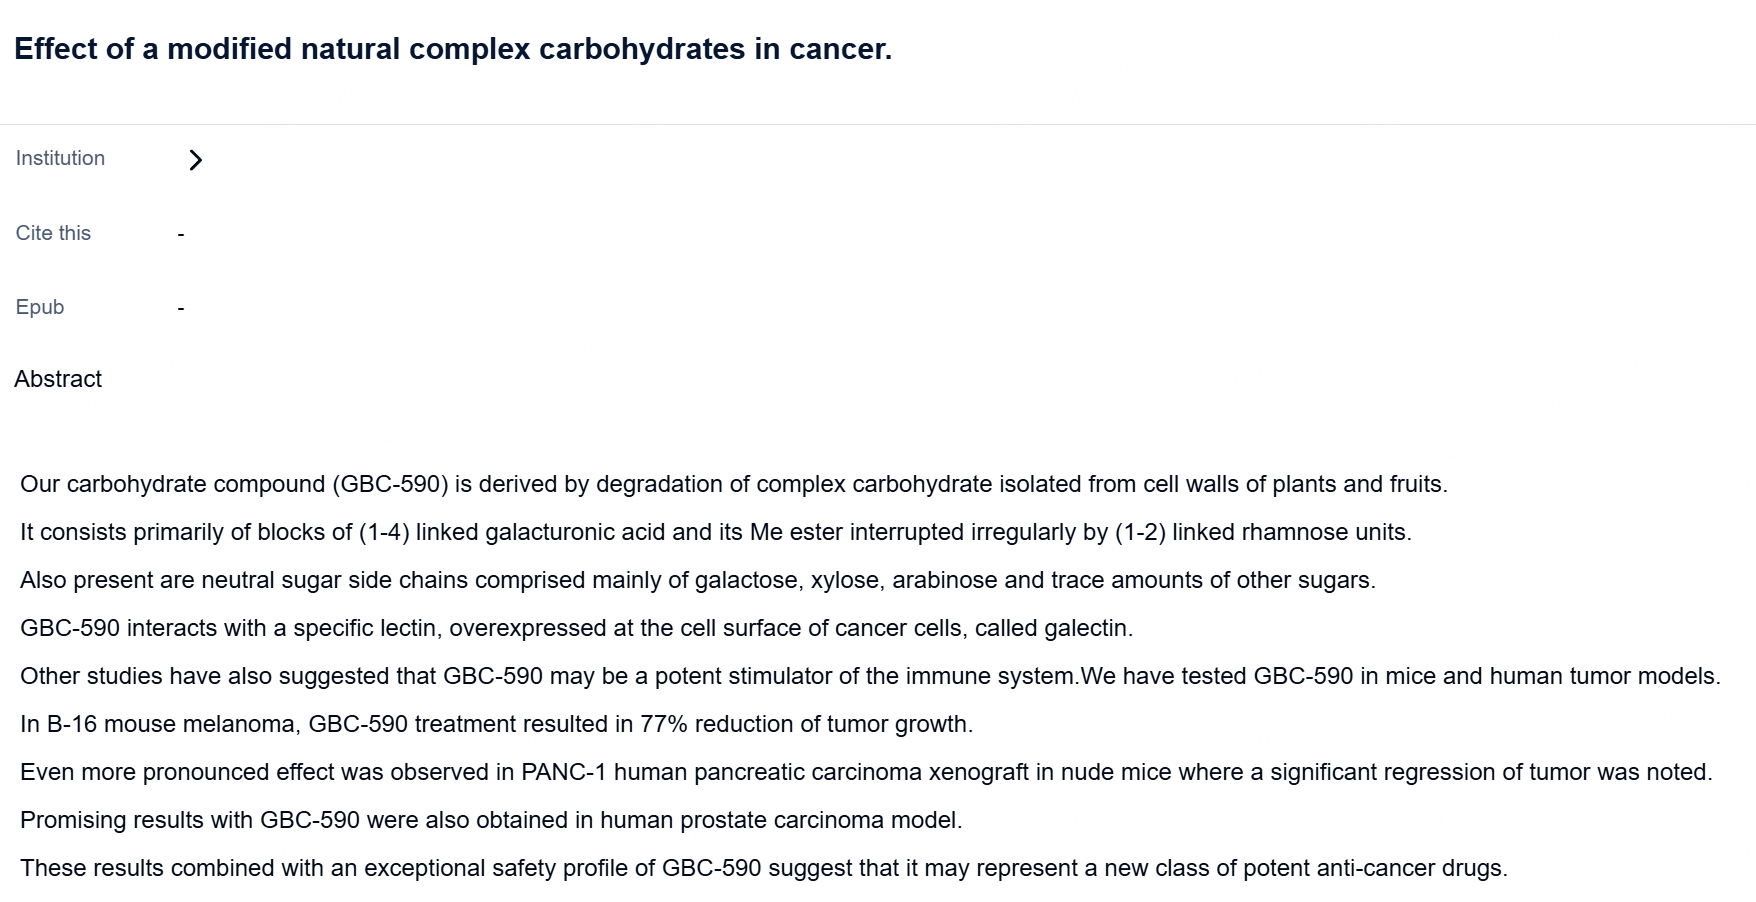 Effect of a modified natural complex carbohydrates in cancer.
Institution
Cite this -
Epub -
Abstract
Our carbohydrate compound (GBC-590) is derived by degradation of complex carbohydrate isolated from cell walls of plants and fruits.
It consists primarily of blocks of (1-4) linked galacturonic acid and its Me ester interrupted irregularly by (1-2) linked rhamnose units.
Also present are neutral sugar side chains comprised mainly of galactose, xylose, arabinose and trace amounts of other sugars.
GBC-590 interacts with a specific lectin, overexpressed at the cell surface of cancer cells, called galectin.
Other studies have also suggested that GBC-590 may be a potent stimulator of the immune system.We have tested GBC-590 in mice and human tumor models.
In B-16 mouse melanoma, GBC-590 treatment resulted in 77% reduction of tumor growth.
Even more pronounced effect was observed in PANC-1 human pancreatic carcinoma xenograft in nude mice where a significant regression of tumor was noted.
Promising results with GBC-590 were also obtained in human prostate carcinoma model.
These results combined with an exceptional safety profile of GBC-590 suggest that it may represent a new class of potent anti-cancer drugs.